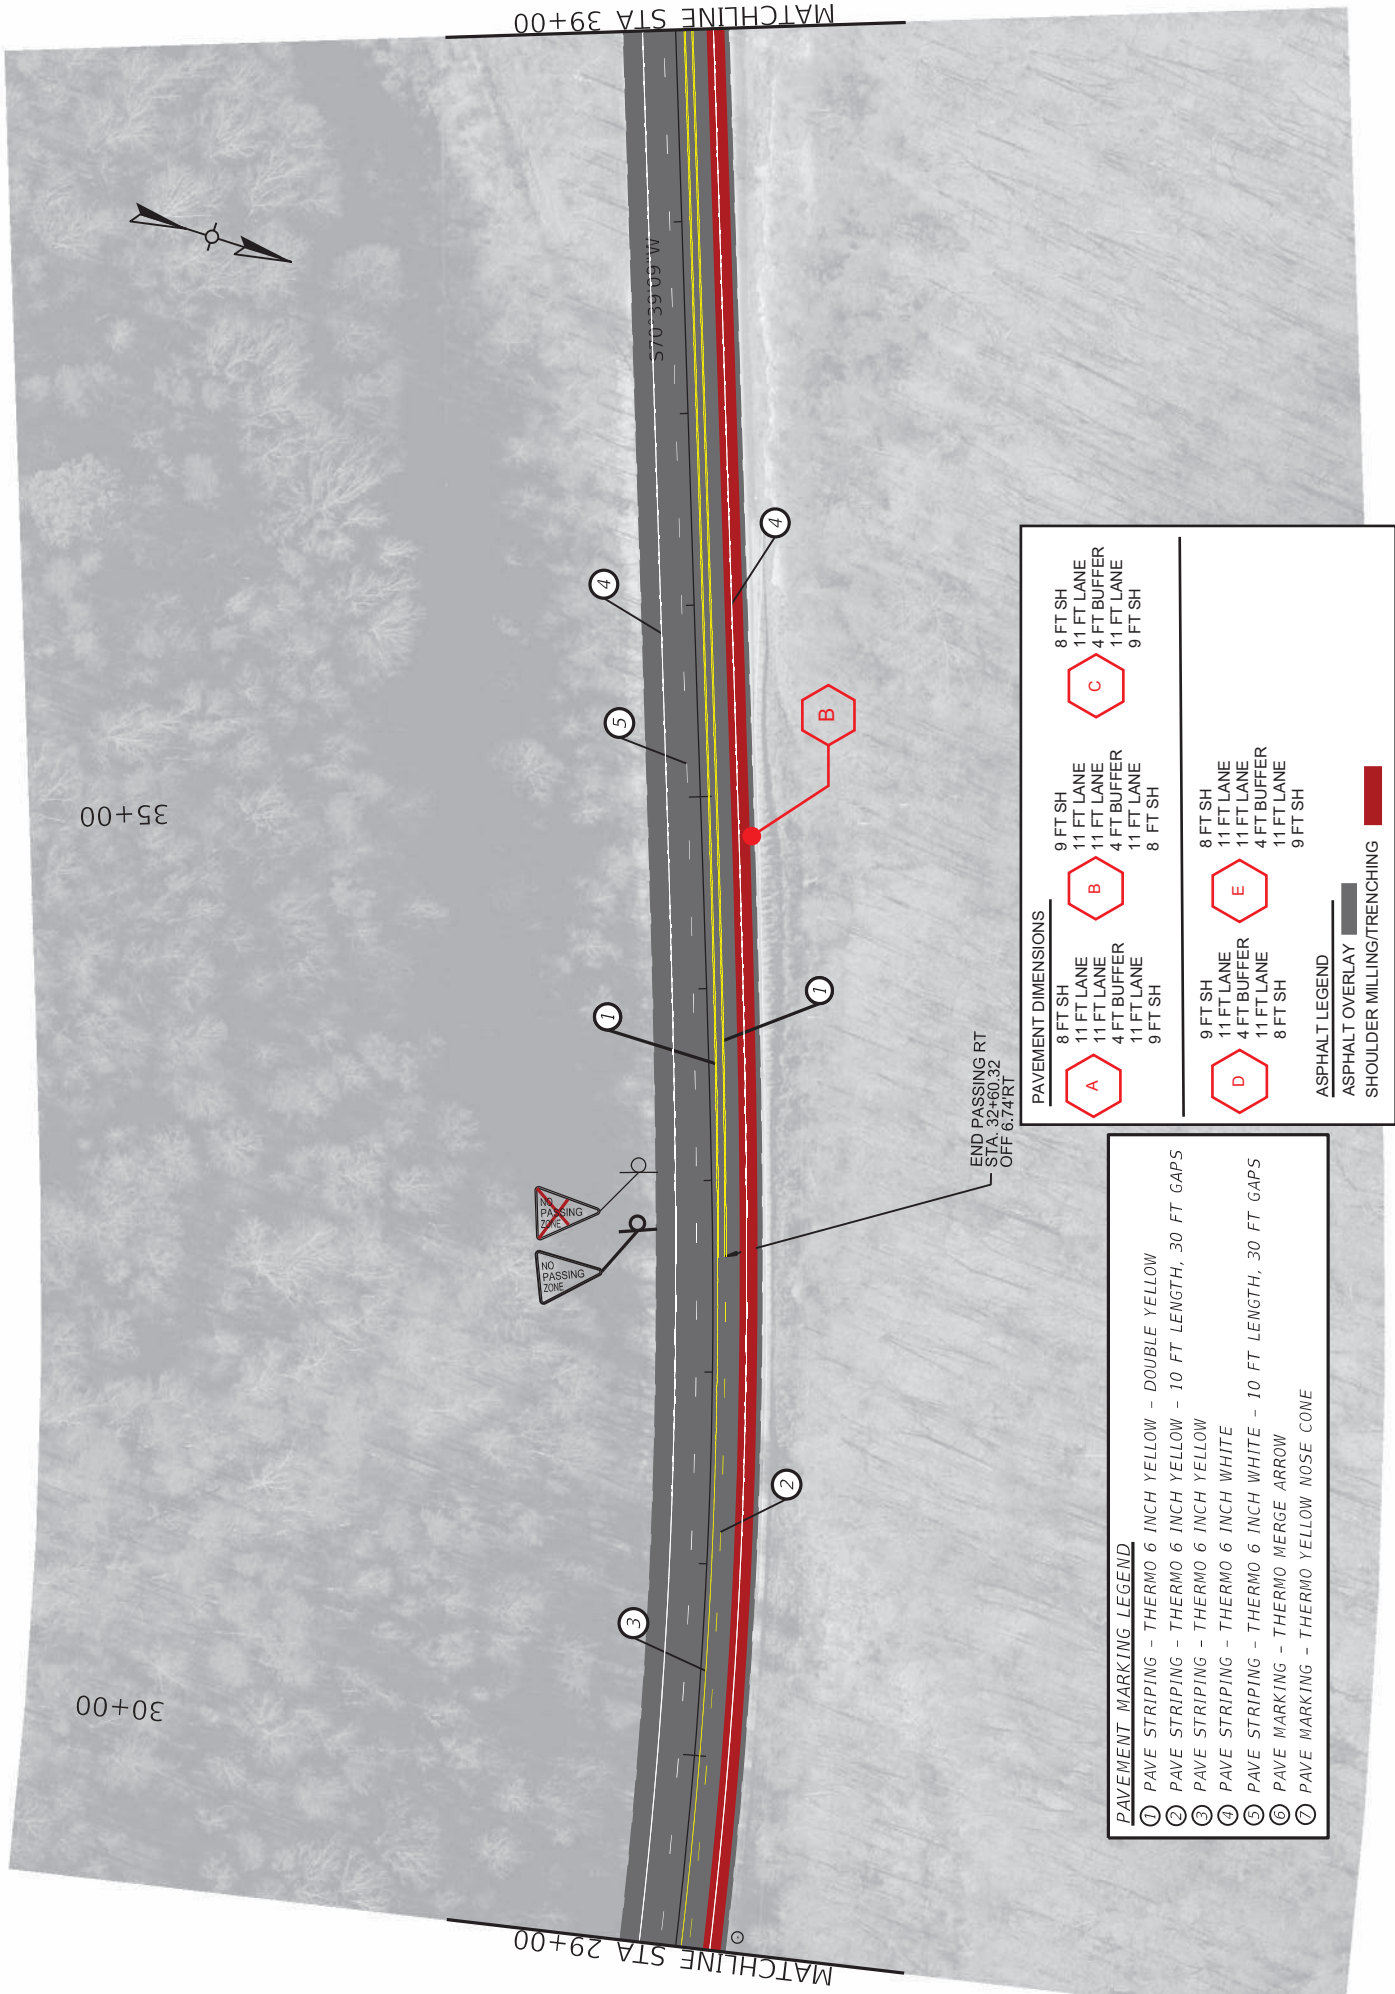 MATCHLINE STA 39+00
S70°39'09"W
35+00
30+00
MATCHLINE STA 29+00
4
4
5
B
1
1
NO
PASSING
ZONE
NO
PASSING
ZONE
END PASSING RT
STA. 32+60.32
OFF 6.74'RT
2
3
PAVEMENT DIMENSIONS
A
8 FT SH
11 FT LANE
11 FT LANE
4 FT BUFFER
11 FT LANE
9 FT SH
B
9 FT SH
11 FT LANE
11 FT LANE
4 FT BUFFER
11 FT LANE
8 FT SH
C
8 FT SH
11 FT LANE
4 FT BUFFER
11 FT LANE
9 FT SH
D
9 FT SH
11 FT LANE
4 FT BUFFER
11 FT LANE
8 FT SH
E
8 FT SH
11 FT LANE
11 FT LANE
4 FT BUFFER
11 FT LANE
9 FT SH
ASPHALT LEGEND
ASPHALT OVERLAY
SHOULDER MILLING/TRENCHING
PAVEMENT MARKING LEGEND
1 PAVE STRIPING - THERMO 6 INCH YELLOW - DOUBLE YELLOW
2 PAVE STRIPING - THERMO 6 INCH YELLOW - 10 FT LENGTH, 30 FT GAPS
3 PAVE STRIPING - THERMO 6 INCH YELLOW
4 PAVE STRIPING - THERMO 6 INCH WHITE
5 PAVE STRIPING - THERMO 6 INCH WHITE - 10 FT LENGTH, 30 FT GAPS
6 PAVE MARKING - THERMO MERGE ARROW
7 PAVE MARKING - THERMO YELLOW NOSE CONE